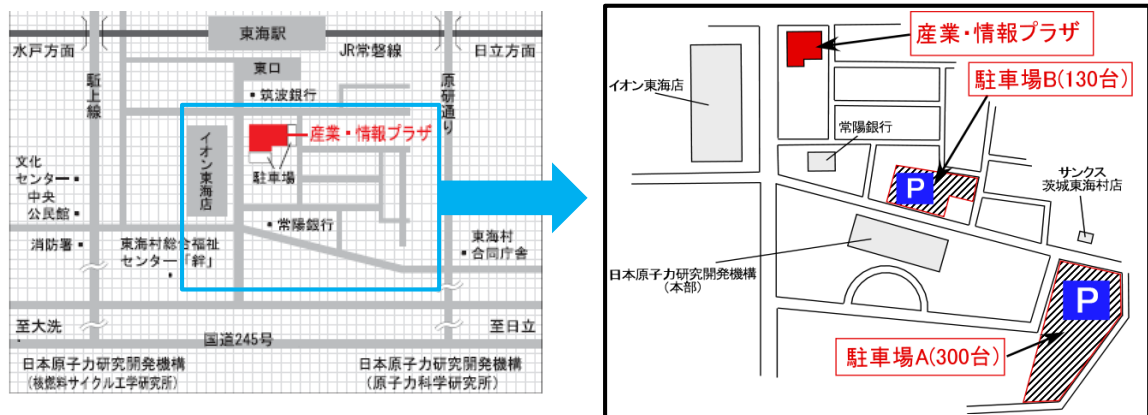 東海駅
水戸方面
JR常磐線
日立方面
東口
筑波銀行
駈上線
原研通り
産業・情報プラザ
イオン東海店
駐車場
文化
センター
中央
公民館
常陽銀行
消防署
東海村総合福祉
センター「絆」
東海村
合同庁舎
至大洗
国道245号
至日立
日本原子力研究開発機構
(核燃料サイクル工学研究所)
日本原子力研究開発機構
(原子力科学研究所)
産業・情報プラザ
イオン東海店
駐車場B(130台)
常陽銀行
P
サンクス
茨城東海村店
日本原子力研究開発機構
(本部)
P
駐車場A(300台)